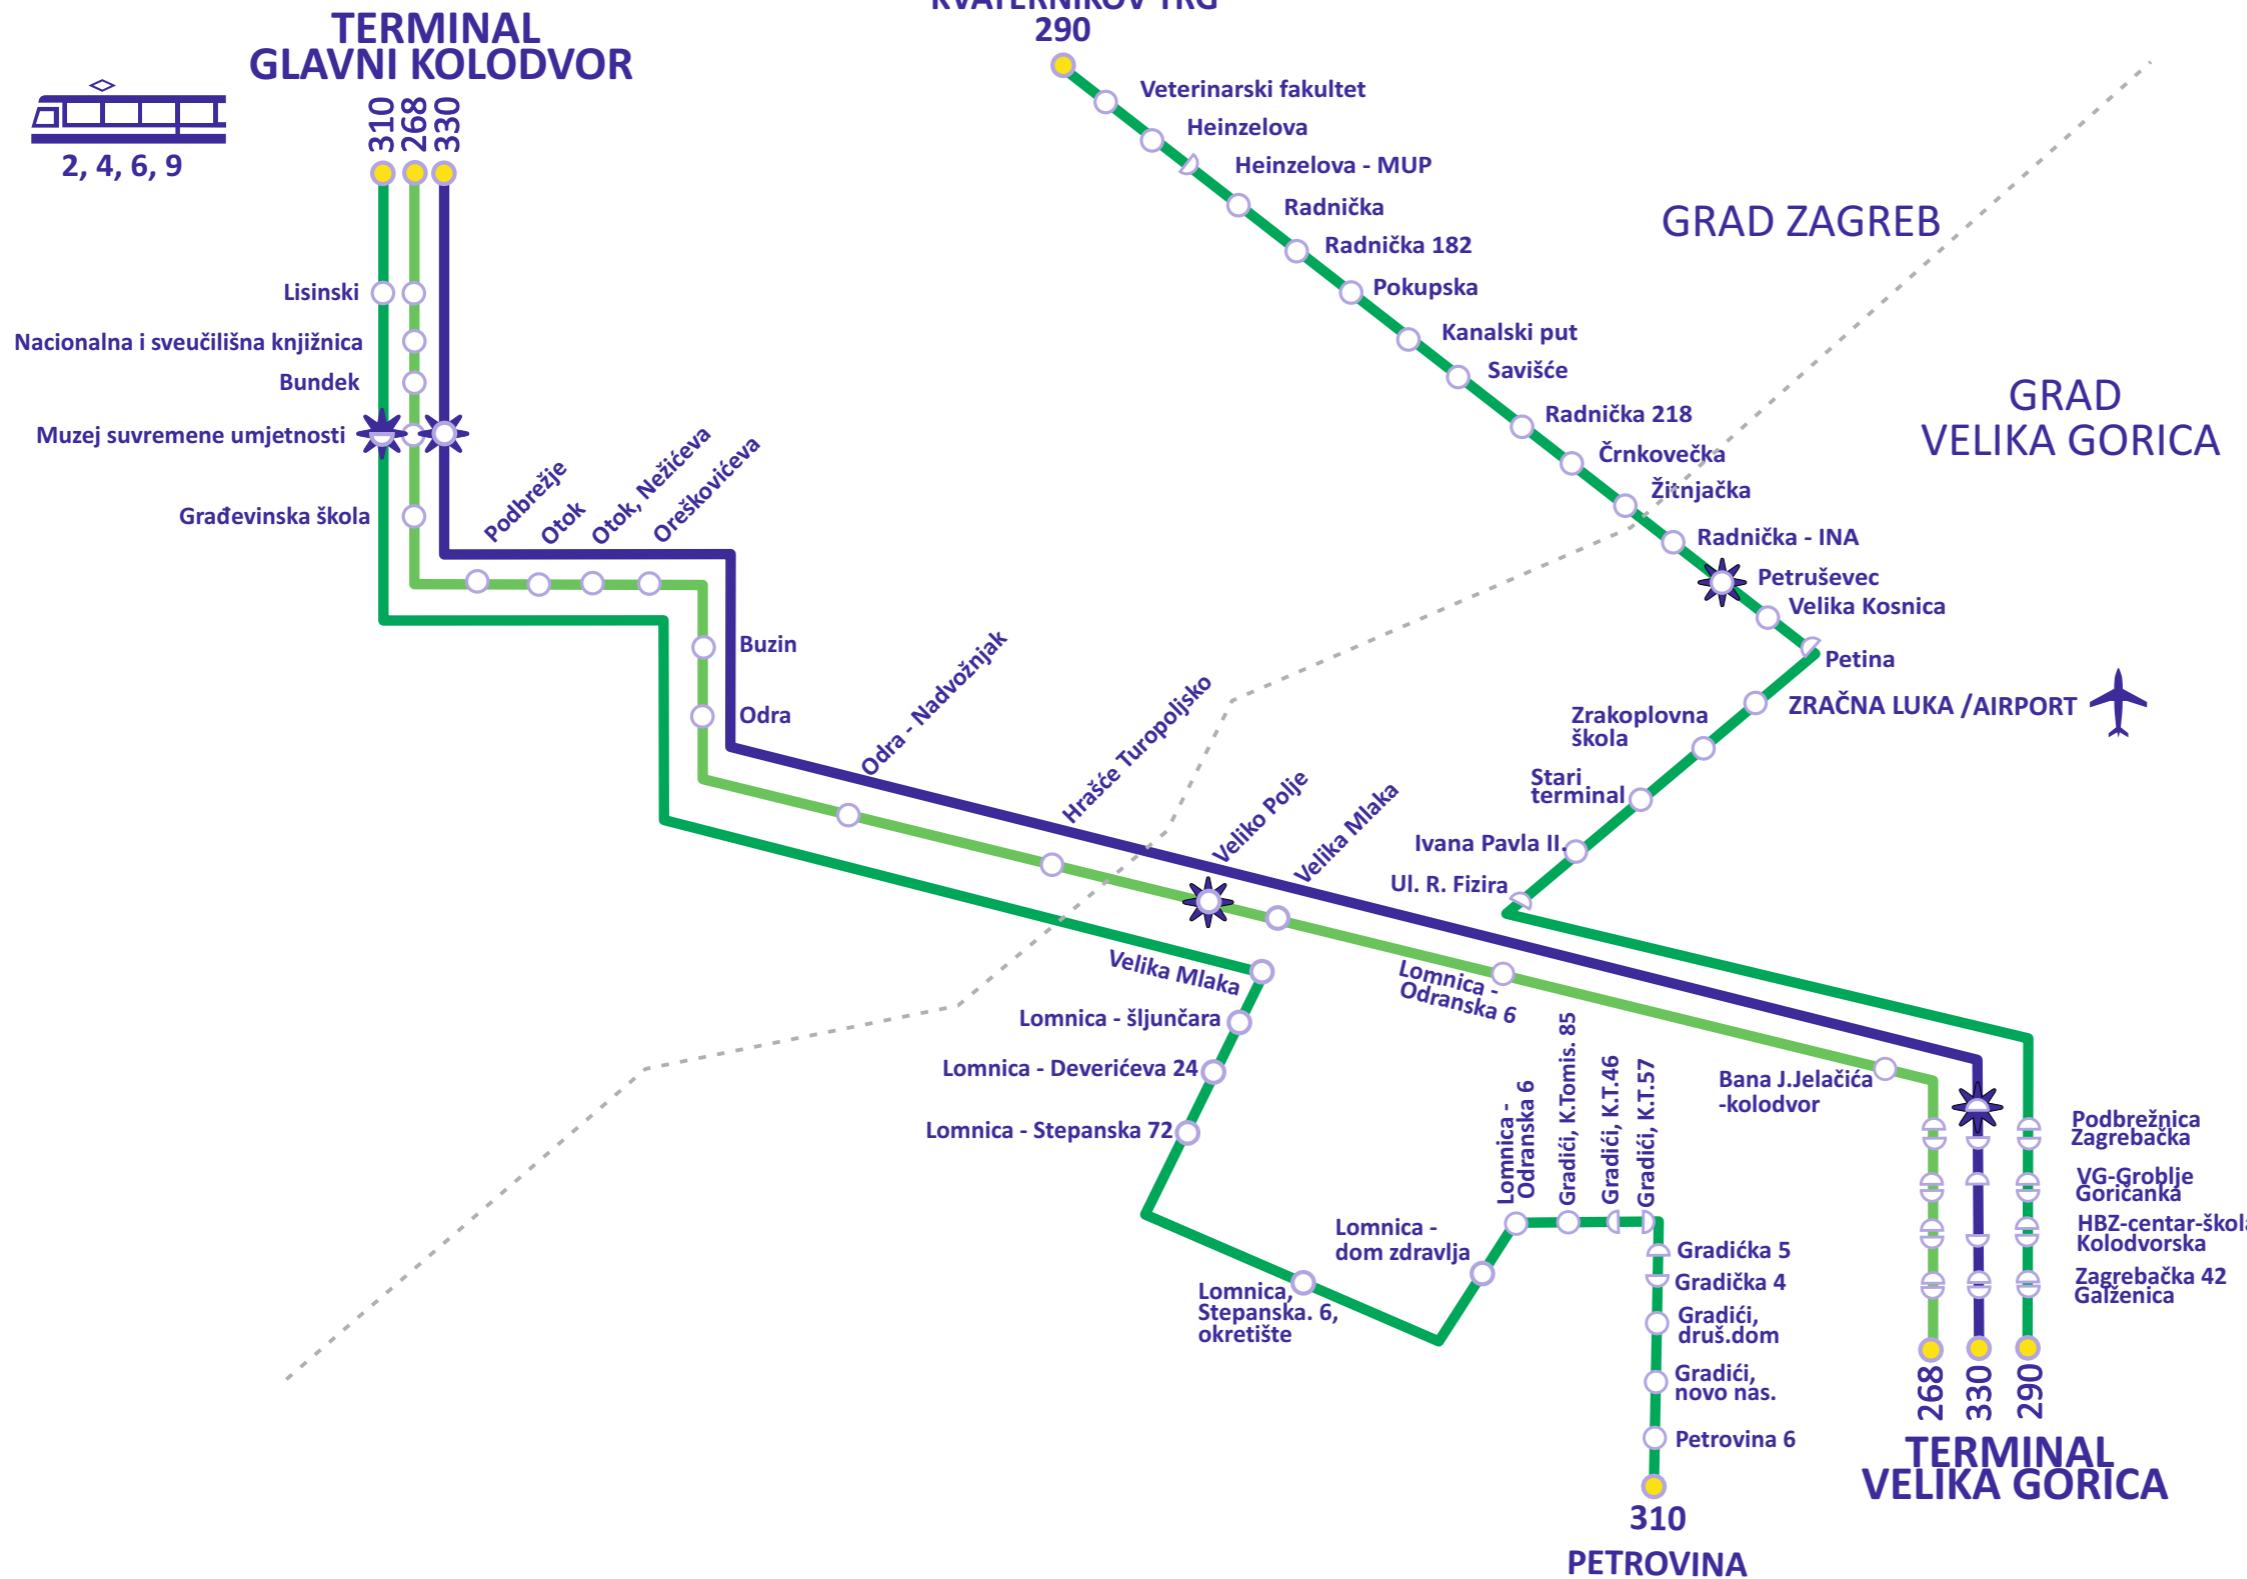 TERMINAL
GLAVNI KOLODVOR
310
268
330
2, 4, 6, 9
KVATERNIKOV TRG
290
Veterinarski fakultet
Heinzelova
Heinzelova - MUP
Radnička
Radnička 182
Pokupska
Kanalski put
Savišće
Radnička 218
Črnkovečka
Žitnjačka
Radnička - INA
Petruševec
Velika Kosnica
Petina
ZRAČNA LUKA /AIRPORT
Zrakoplovna
škola
Stari
terminal
Ivana Pavla II.
Ul. R. Fizira
GRAD ZAGREB
GRAD
VELIKA GORICA
Lisinski
Nacionalna i sveučilišna knjižnica
Bundek
Muzej suvremene umjetnosti
Građevinska škola
Podbrežje
Otok
Otok, Nežićeva
Oreškovićeva
Buzin
Odra
Odra - Nadvožnjak
Hrašće Turopoljsko
Veliko Polje
Velika Mlaka
Lomnica -
Odranska 6
Bana J.Jelačića
-kolodvor
Velika Mlaka
Lomnica - šljunčara
Lomnica - Deverićeva 24
Lomnica - Stepanska 72
Lomnica,
Stepanska. 6,
okretište
Lomnica -
dom zdravlja
Lomnica -
Odranska 6
Gradići, K.Tomis. 85
Gradići, K.T.46
Gradići, K.T.57
Gradićka 5
Gradička 4
Gradići,
druš.dom
Gradići,
novo nas.
Petrovina 6
310
PETROVINA
Podbrežnica
Zagrebačka
VG-Groblje
Goričanka
HBZ-centar-škola
Kolodvorska
Zagrebačka 42
Galženica
268
330
290
TERMINAL
VELIKA GORICA